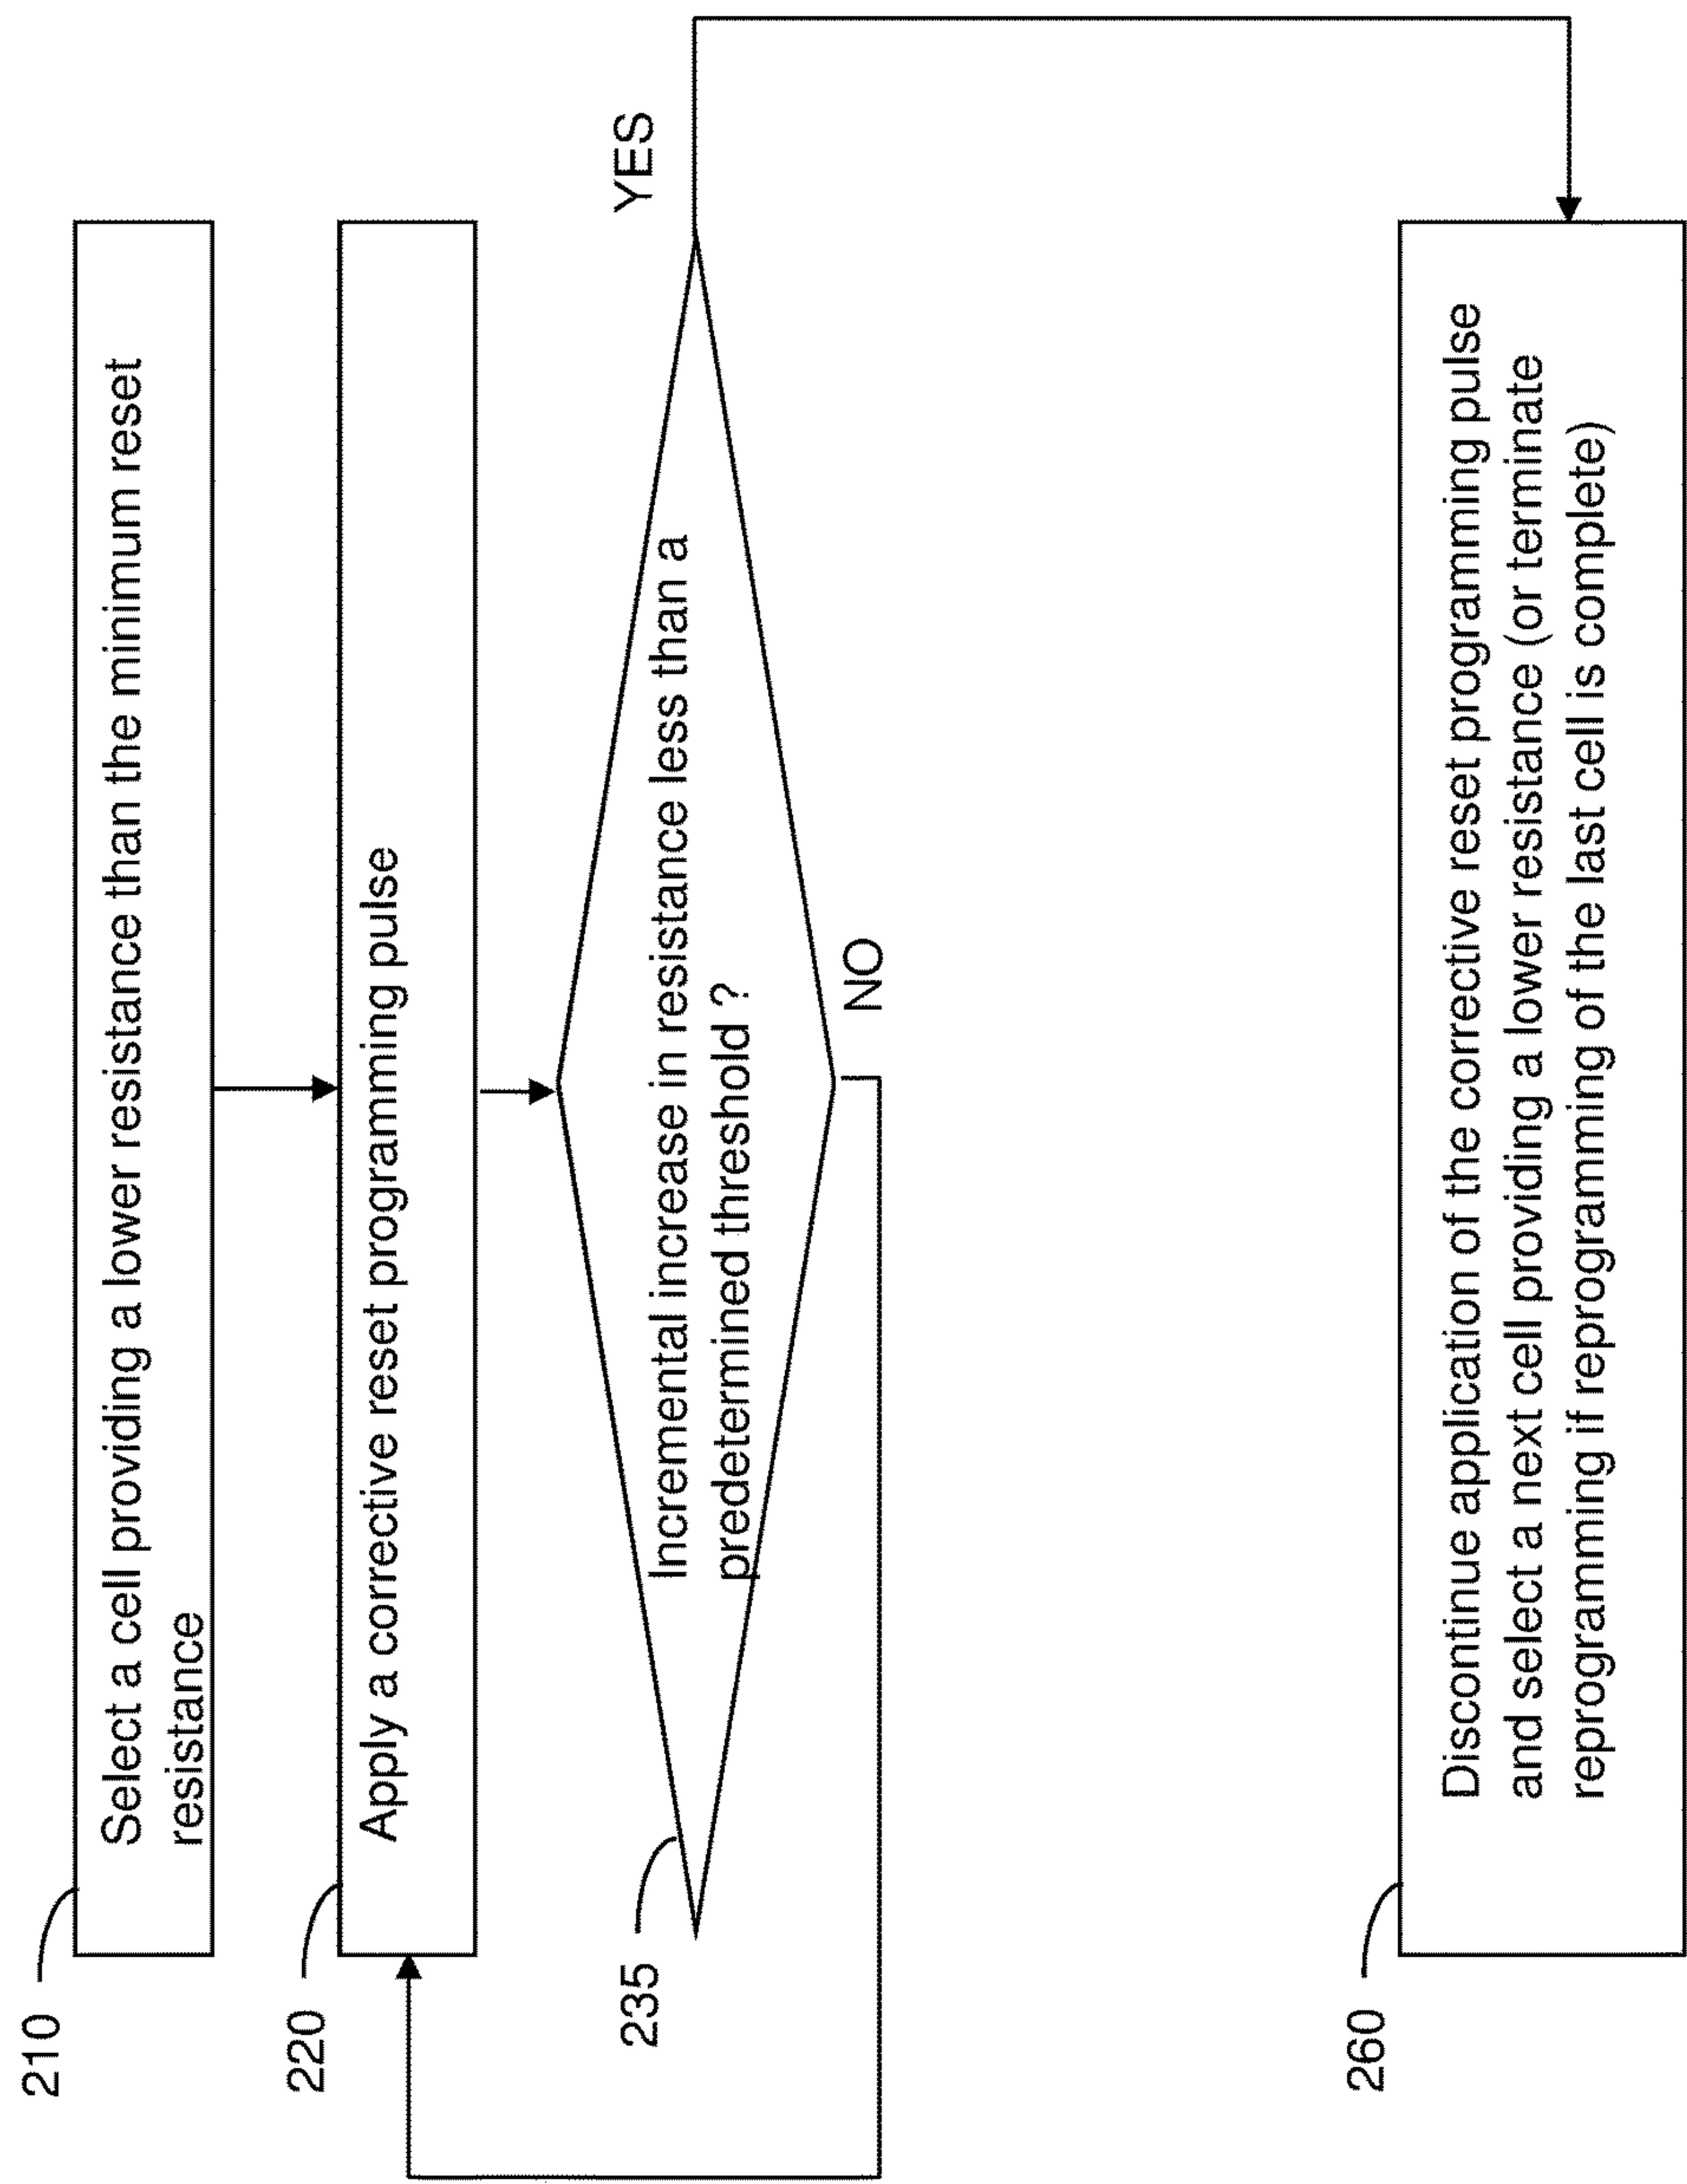 210
Select a cell providing a lower resistance than the minimum reset
resistance
220
Apply a corrective reset programming pulse
235
Incremental increase in resistance less than a
predetermined threshold ?
YES
NO
260
Discontinue application of the corrective reset programming pulse
and select a next cell providing a lower resistance (or terminate
reprogramming if reprogramming of the last cell is complete)